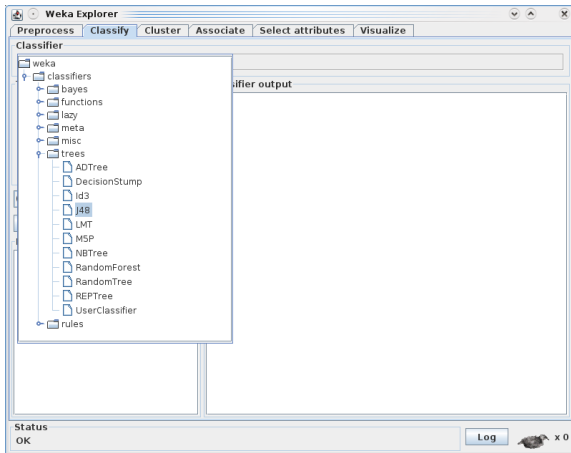 Weka Explorer
Preprocess Classify Cluster Associate Select attributes Visualize
Classifier
weka
classifiers
bayes
functions
lazy
meta
misc
trees
ADTree
DecisionStump
Id3
J48
LMT
M5P
NBTree
RandomForest
RandomTree
REPTree
UserClassifier
rules
sifier output
Status
OK
Log
x 0